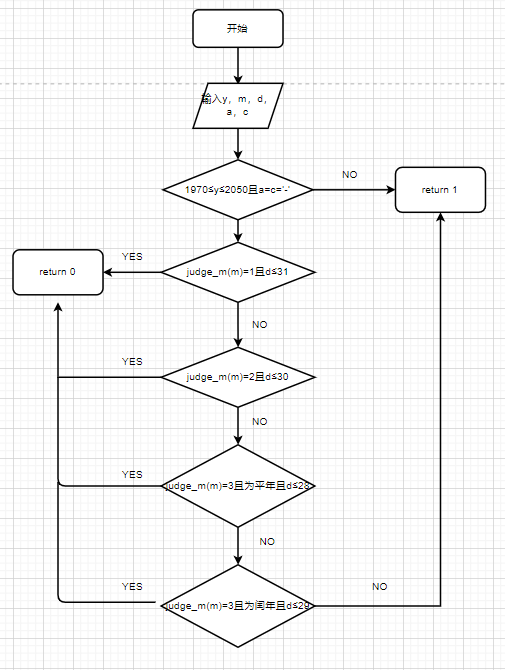 开始
输入y，m，d，
a，c
1970≤y≤2050且a=c='-'
NO
return 1
YES
return 0
judge_m(m)=1且d≤31
NO
YES
judge_m(m)=2且d≤30
NO
YES
judge_m(m)=3且为平年且d≤28
NO
YES
judge_m(m)=3且为闰年且d≤29
NO